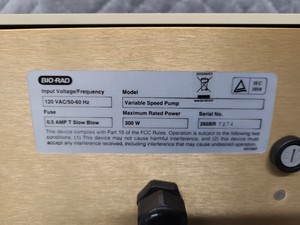 BIO-RAD
Input Voltage/Frequency
120 VAC/50-60 Hz
Model
Variable Speed Pump
Fuse
0.5 AMP T Slow Blow
Maximum Rated Power
300 W
Serial No.
This device complies with Part 15 of the FCC Rules. Operation is subject to the following two
conditions: (1) This device may not cause harmful interference, and (2) this device must
accept any interference received, including interference that may cause undesired operation.